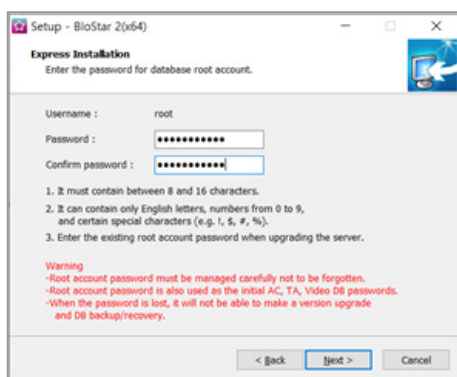 Setup - BioStar 2(x64)
Express Installation
Enter the password for database root account.
Username : root
Password : ●●●●●●●●●●●
Confirm password : ●●●●●●●●●●●
1. It must contain between 8 and 16 characters.
2. It can contain only English letters, numbers from 0 to 9,
and certain special characters (e.g. !, $, #, %).
3. Enter the existing root account password when upgrading the server.
Warning
-Root account password must be managed carefully not to be forgotten.
-Root account password is also used as the initial AC, TA, Video DB passwords.
-When the password is lost, it will not be able to make a version upgrade
and DB backup/recovery.
< Back Next > Cancel